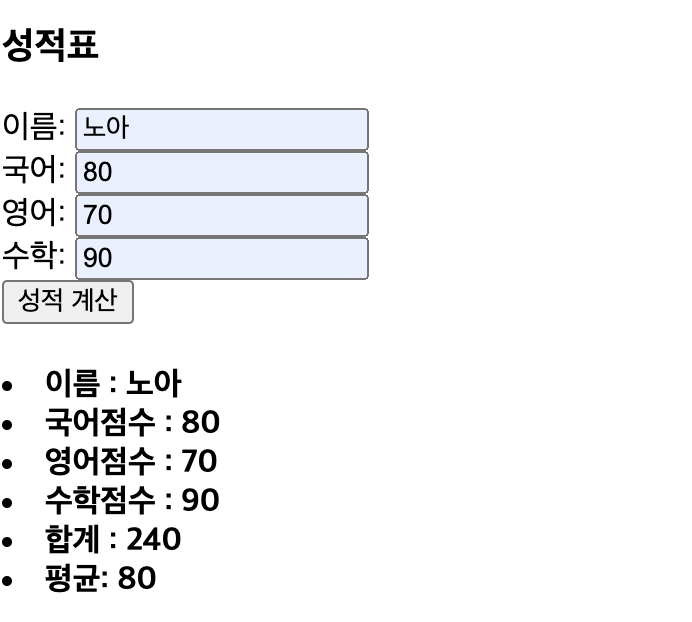 성적표
이름: 노아
국어: 80
영어: 70
수학: 90
성적 계산
• 이름 : 노아
• 국어점수 : 80
• 영어점수 : 70
• 수학점수 : 90
• 합계 : 240
• 평균: 80